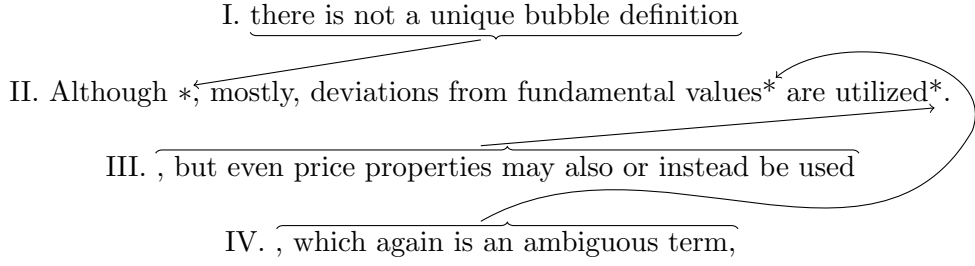 I. there is not a unique bubble definition
II. Although *, mostly, deviations from fundamental values* are utilized*.
III. , but even price properties may also or instead be used
IV. , which again is an ambiguous term,